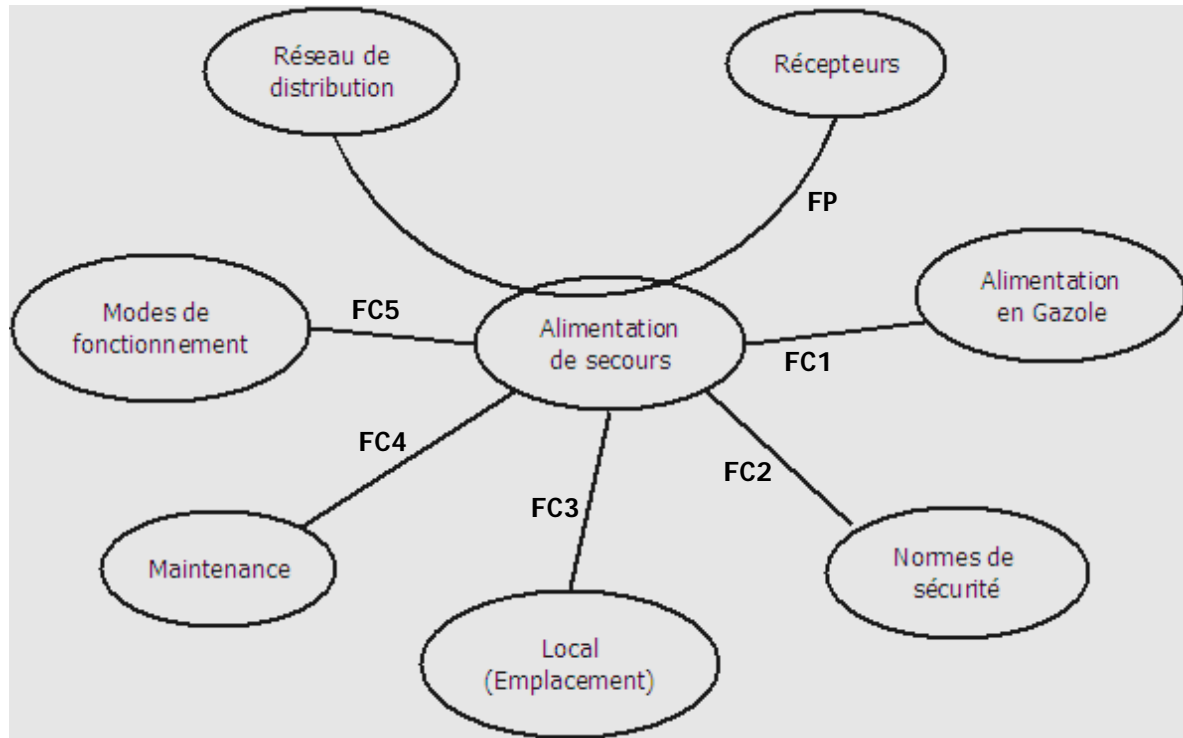 Réseau de
distribution
Récepteurs
FP
Modes de
fonctionnement
FC5
Alimentation
de secours
FC1
Alimentation
en Gazole
FC4
FC3
FC2
Maintenance
Local
(Emplacement)
Normes de
sécurité